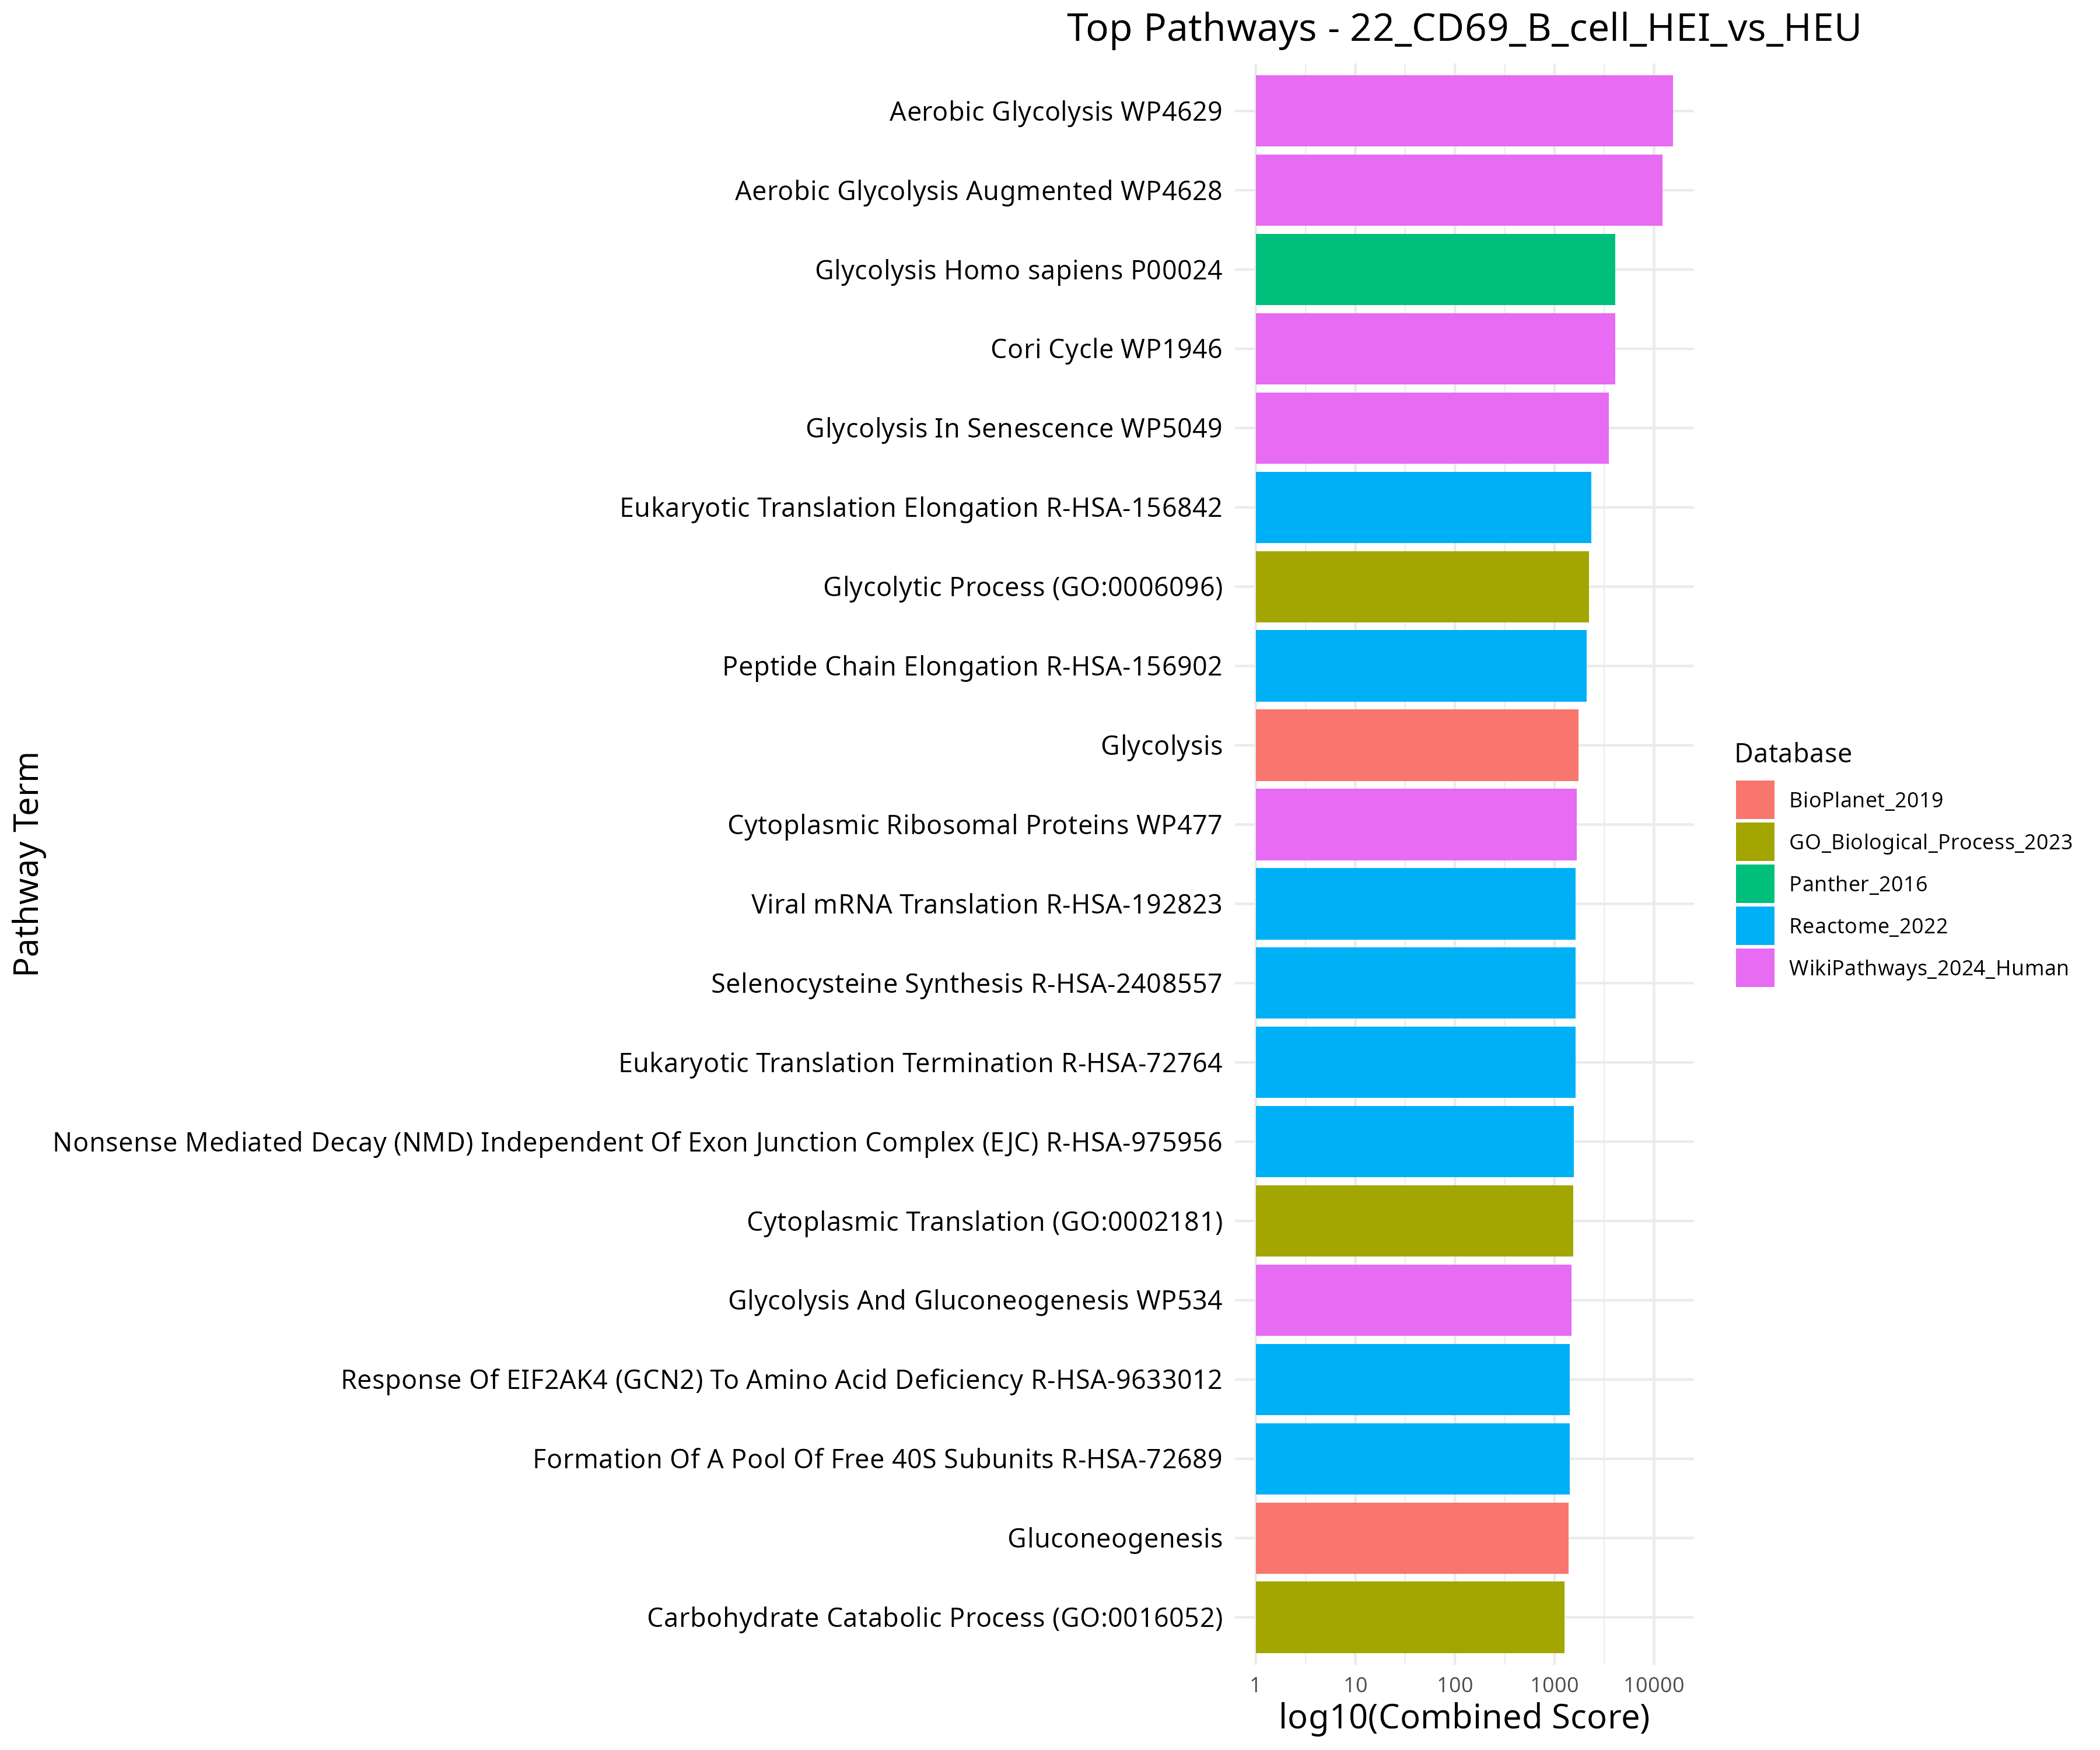 Top Pathways - 22_CD69_B_cell_HEI_vs_HEU
Pathway Term
Aerobic Glycolysis WP4629
Aerobic Glycolysis Augmented WP4628
Glycolysis Homo sapiens P00024
Cori Cycle WP1946
Glycolysis In Senescence WP5049
Eukaryotic Translation Elongation R-HSA-156842
Glycolytic Process (GO:0006096)
Peptide Chain Elongation R-HSA-156902
Glycolysis
Cytoplasmic Ribosomal Proteins WP477
Viral mRNA Translation R-HSA-192823
Selenocysteine Synthesis R-HSA-2408557
Eukaryotic Translation Termination R-HSA-72764
Nonsense Mediated Decay (NMD) Independent Of Exon Junction Complex (EJC) R-HSA-975956
Cytoplasmic Translation (GO:0002181)
Glycolysis And Gluconeogenesis WP534
Response Of EIF2AK4 (GCN2) To Amino Acid Deficiency R-HSA-9633012
Formation Of A Pool Of Free 40S Subunits R-HSA-72689
Gluconeogenesis
Carbohydrate Catabolic Process (GO:0016052)
1 10 100 1000 10000
log10(Combined Score)
Database
BioPlanet_2019
GO_Biological_Process_2023
Panther_2016
Reactome_2022
WikiPathways_2024_Human